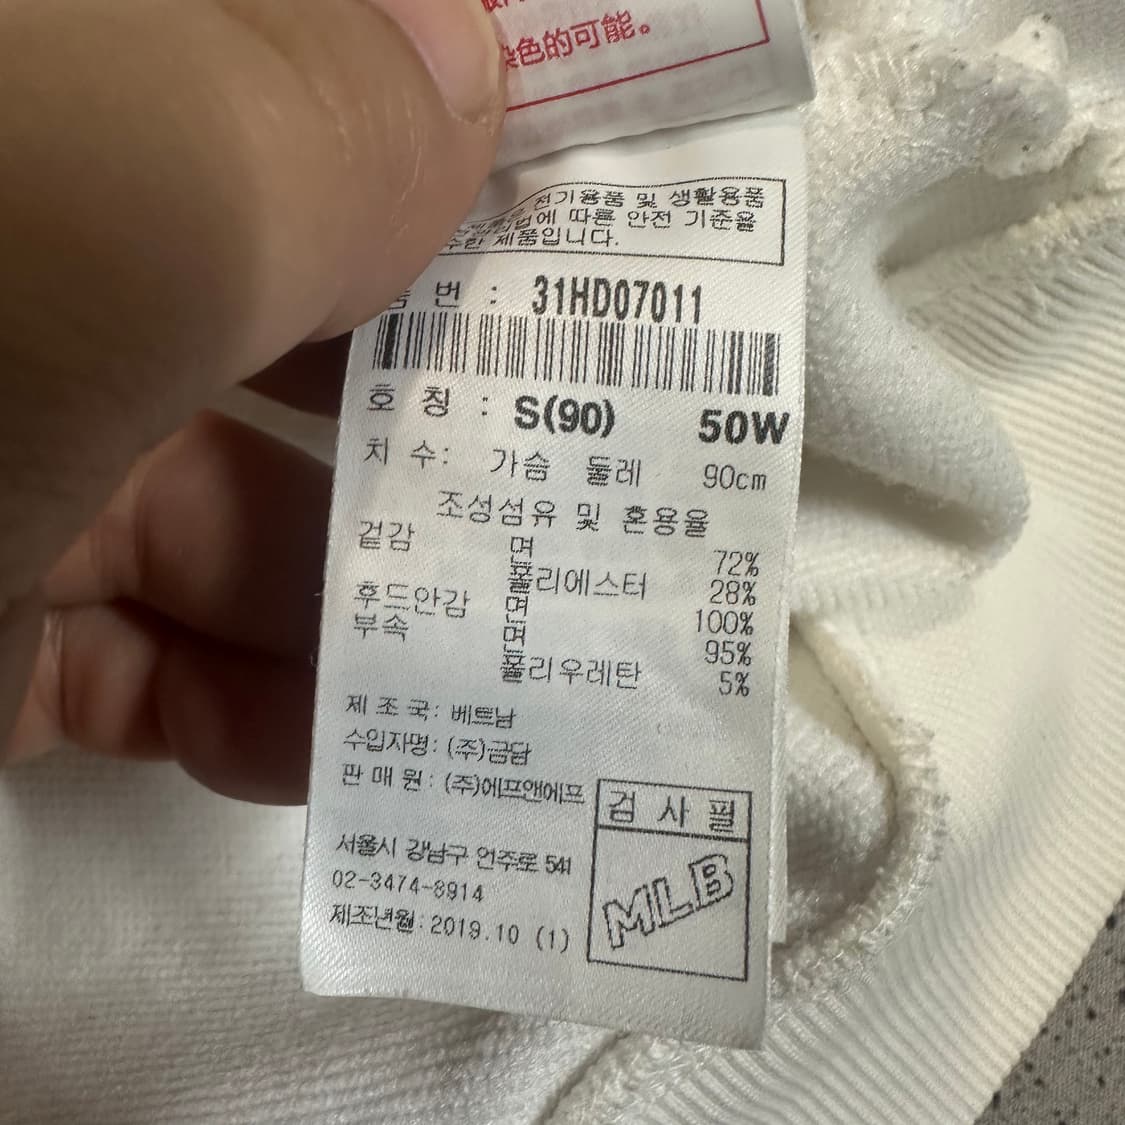 染色的可能。
전기용품 및 생활용품
에 따른 안전 기준을
수한 제품입니다.
번 : 31HD07011
호 칭 : S(90) 50W
치 수: 가슴 둘레 90cm
조성섬유 및 혼용율
겉감 면 72%
폴리에스터 28%
후드안감 면 100%
부속 면 95%
폴리우레탄 5%
제 조 국: 베트남
수입자명: (주)금담
판 매 원: (주)에프앤에프
서울시 강남구 언주로 541
02-3474-8914
제조년월: 2019.10 (1)
검 사 필
MLB